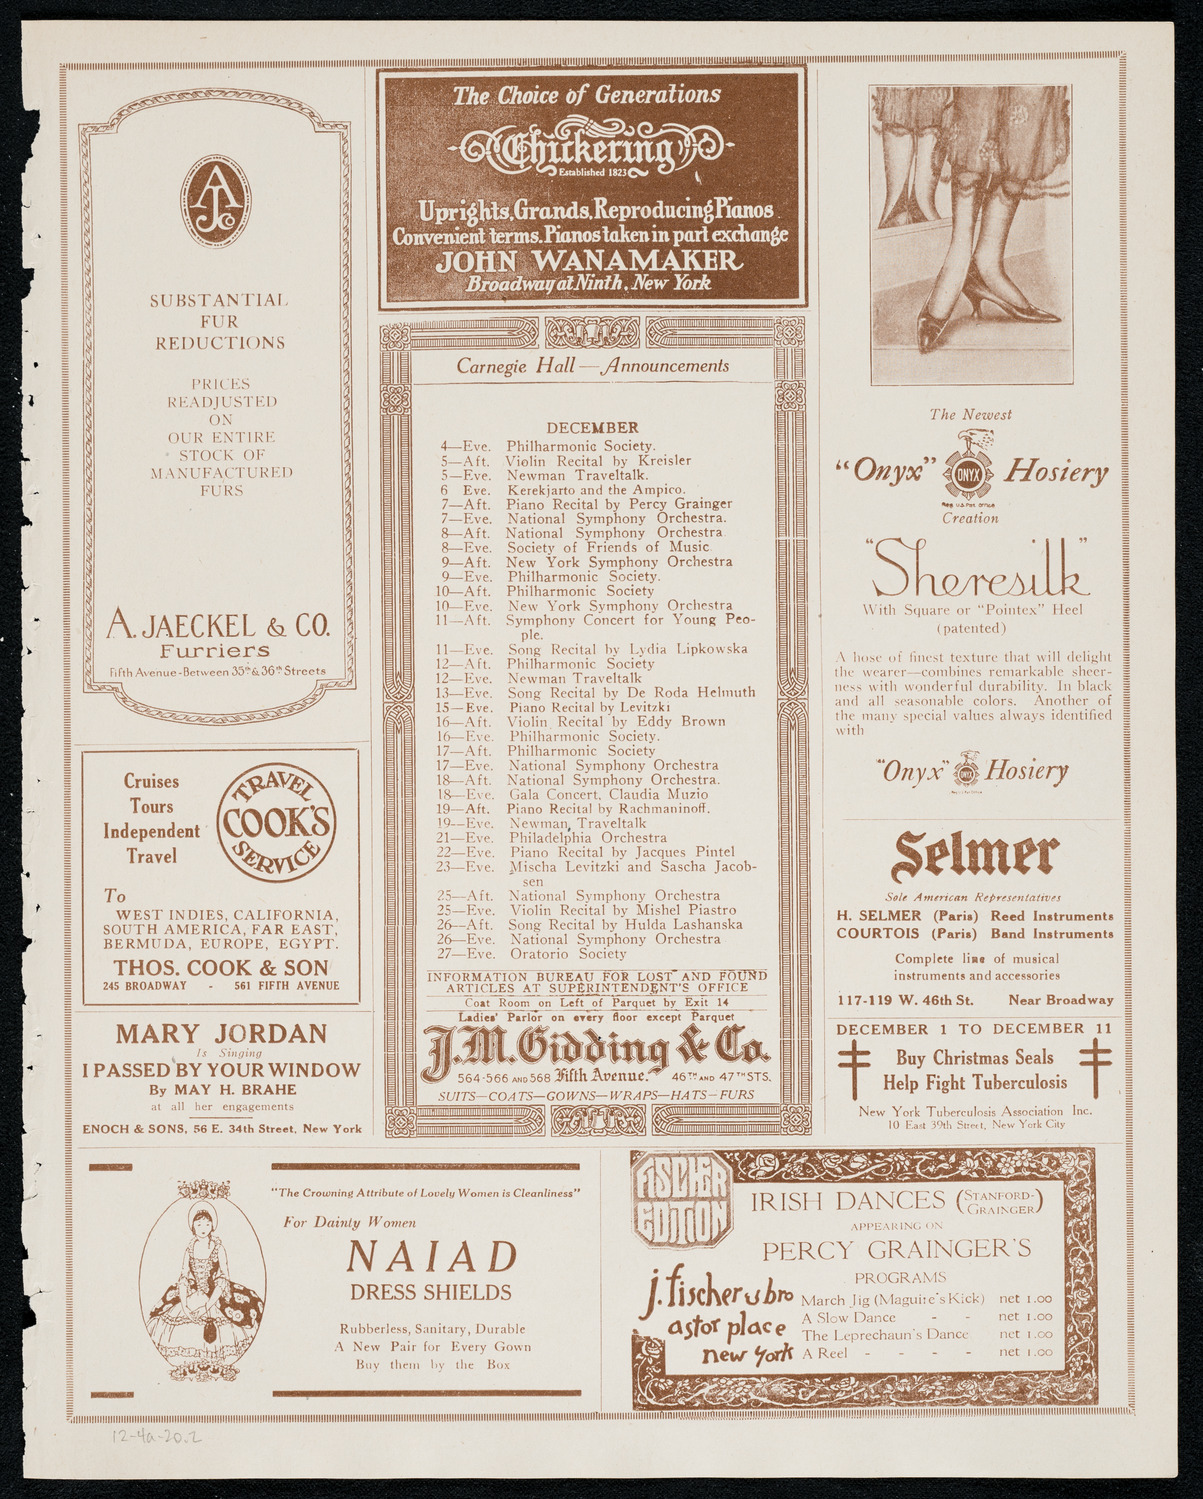 AJCo
SUBSTANTIAL
FUR
REDUCTIONS
PRICES
READJUSTED
ON
OUR ENTIRE
STOCK OF
MANUFACTURED
FURS
A. JAECKEL & CO.
Furriers
Fifth Avenue-Between 35th & 36th Streets
Cruises
Tours
Independent
Travel
TRAVEL
COOK'S
SERVICE
To
WEST INDIES, CALIFORNIA,
SOUTH AMERICA, FAR EAST,
BERMUDA, EUROPE, EGYPT.
THOS. COOK & SON
245 BROADWAY - 561 FIFTH AVENUE
MARY JORDAN
Is Singing
I PASSED BY YOUR WINDOW
By MAY H. BRAHE
at all her engagements
ENOCH & SONS, 56 E. 34th Street, New York
The Choice of Generations
Chickering
Established 1823
Uprights, Grands, Reproducing Pianos.
Convenient terms. Pianos taken in part exchange
JOHN WANAMAKER
Broadway at Ninth, New York
Carnegie Hall—Announcements
DECEMBER
4—Eve. Philharmonic Society.
5—Aft. Violin Recital by Kreisler
5—Eve. Newman Traveltalk.
6 Eve. Kerekjarto and the Ampico.
7—Aft. Piano Recital by Percy Grainger
7—Eve. National Symphony Orchestra.
8—Aft. National Symphony Orchestra.
8—Eve. Society of Friends of Music
9—Aft. New York Symphony Orchestra
9—Eve. Philharmonic Society.
10—Aft. Philharmonic Society
10—Eve. New York Symphony Orchestra
11—Aft. Symphony Concert for Young Peo-
ple.
11—Eve. Song Recital by Lydia Lipkowska
12—Aft. Philharmonic Society
12—Eve. Newman Traveltalk
13—Eve. Song Recital by De Roda Helmuth
15—Eve. Piano Recital by Levitzki
16—Aft. Violin Recital by Eddy Brown
16—Eve. Philharmonic Society.
17—Aft. Philharmonic Society
17—Eve. National Symphony Orchestra
18—Aft. National Symphony Orchestra.
18—Eve. Gala Concert, Claudia Muzio
19—Aft. Piano Recital by Rachmaninoff.
19—Eve. Newman Traveltalk
21—Eve. Philadelphia Orchestra
22—Eve. Piano Recital by Jacques Pintel
23—Eve. Mischa Levitzki and Sascha Jacob-
sen
25—Aft. National Symphony Orchestra
25—Eve. Violin Recital by Mishel Piastro
26—Aft. Song Recital by Hulda Lashanska
26—Eve. National Symphony Orchestra
27—Eve. Oratorio Society
INFORMATION BUREAU FOR LOST AND FOUND
ARTICLES AT SUPERINTENDENT'S OFFICE
Coat Room on Left of Parquet by Exit 14
Ladies' Parlor on every floor except Parquet
J.M. Gidding & Co.
564-566 AND 568 Fifth Avenue. 46TH AND 47TH STS.
SUITS—COATS—GOWNS—WRAPS—HATS—FURS
The Newest
"Onyx" ONYX Hosiery
Reg. U.S. Pat. Office
Creation
"Sheresilk"
With Square or "Pointex" Heel
(patented)
A hose of finest texture that will delight
the wearer—combines remarkable sheer-
ness with wonderful durability. In black
and all seasonable colors. Another of
the many special values always identified
with
"Onyx" Hosiery
Selmer
Sole American Representatives
H. SELMER (Paris) Reed Instruments
COURTOIS (Paris) Band Instruments
Complete line of musical
instruments and accessories
117-119 W. 46th St. Near Broadway
DECEMBER 1 TO DECEMBER 11
Buy Christmas Seals
Help Fight Tuberculosis
New York Tuberculosis Association Inc.
10 East 39th Street, New York City
"The Crowning Attribute of Lovely Women is Cleanliness"
For Dainty Women
NAIAD
DRESS SHIELDS
Rubberless, Sanitary, Durable
A New Pair for Every Gown
Buy them by the Box
FISCHER
EDITION
IRISH DANCES (STANFORD-
GRAINGER)
APPEARING ON
PERCY GRAINGER'S
PROGRAMS
j. fischer & bro
astor place
new york
March Jig (Maguire's Kick) net 1.00
A Slow Dance - - net 1.00
The Leprechaun's Dance net 1.00
A Reel - - - - net 1.00
12-4a-20.2